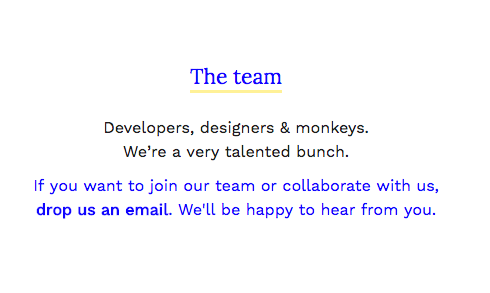 The team
Developers, designers & monkeys.
We’re a very talented bunch.
If you want to join our team or collaborate with us,
drop us an email. We'll be happy to hear from you.